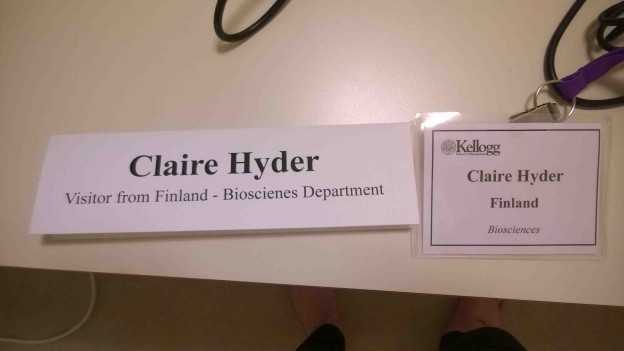 Claire Hyder
Visitor from Finland - Bioscienes Department
Kellogg
Claire Hyder
Finland
Biosciences